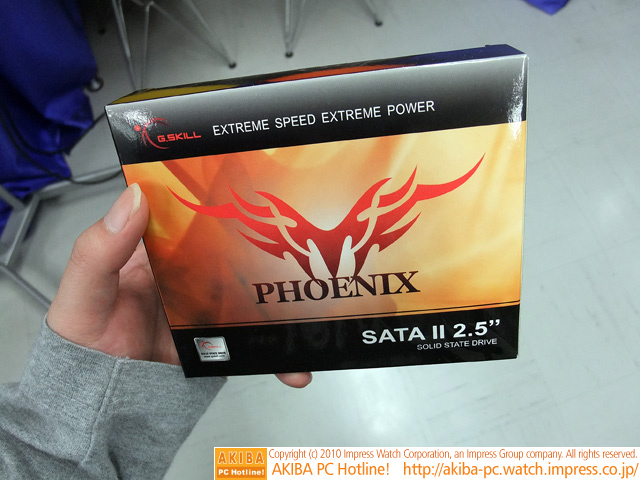 G.SKILL EXTREME SPEED EXTREME POWER
PHOENIX
SATA II 2.5”
SOLID STATE DRIVE
AKIBA
PC Hotline!
Copyright (c) 2010 Impress Watch Corporation, an Impress Group company. All rights reserved.
AKIBA PC Hotline! http://akiba-pc.watch.impress.co.jp/